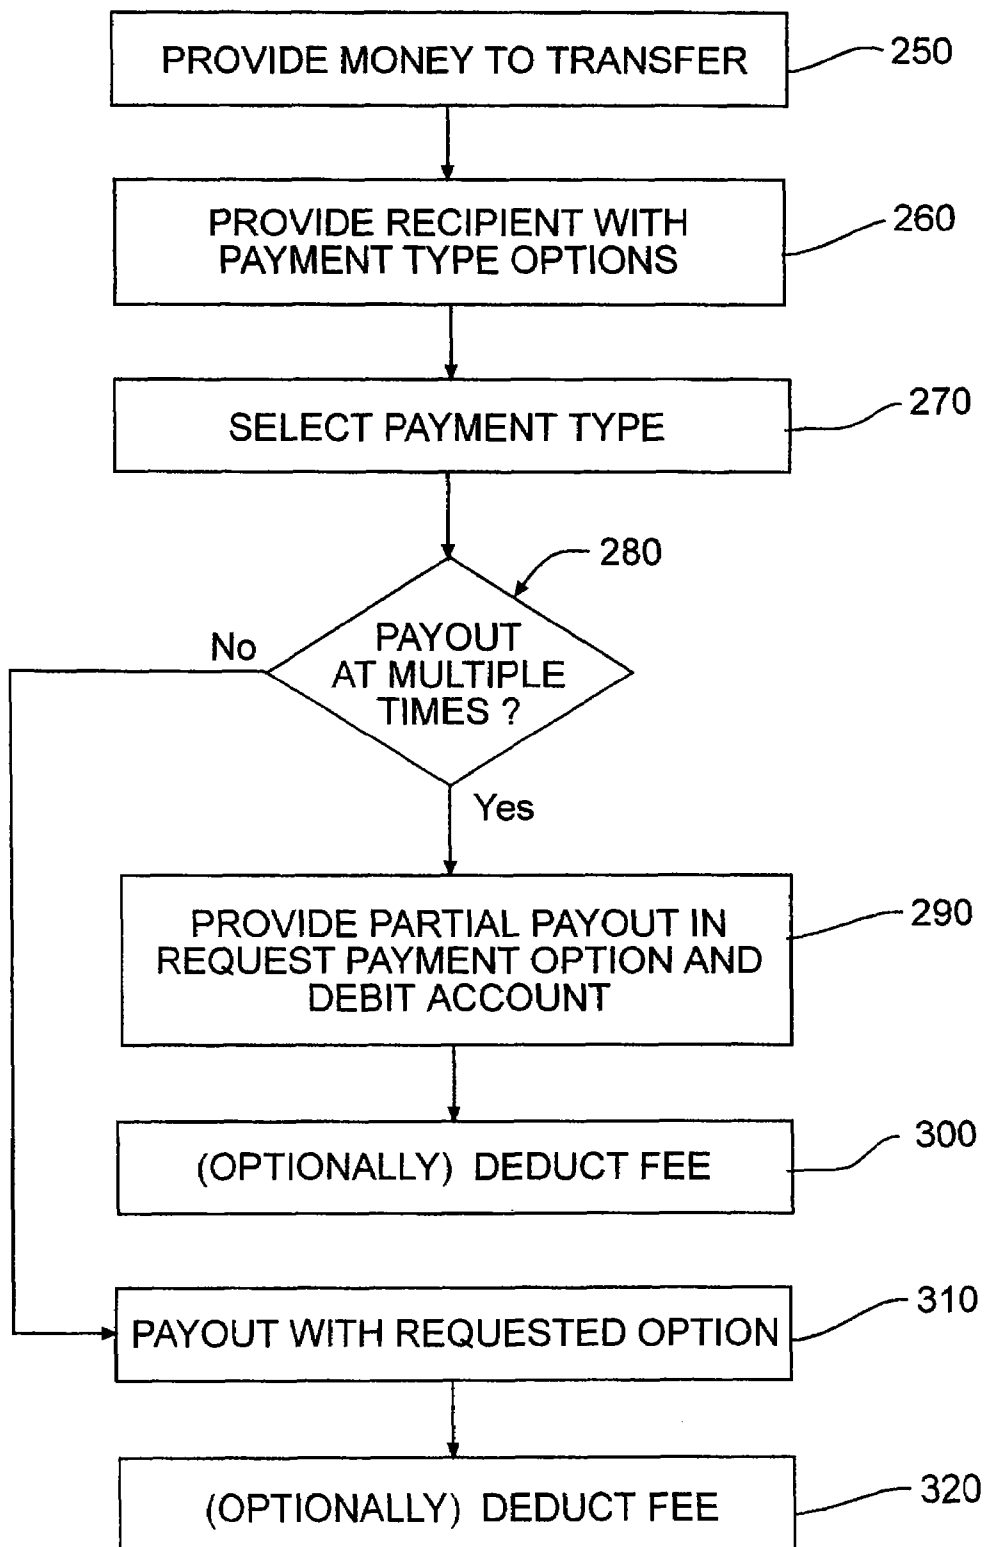 PROVIDE MONEY TO TRANSFER
250
PROVIDE RECIPIENT WITH
PAYMENT TYPE OPTIONS
260
SELECT PAYMENT TYPE
270
280
PAYOUT
AT MULTIPLE
TIMES ?
No
Yes
PROVIDE PARTIAL PAYOUT IN
REQUEST PAYMENT OPTION AND
DEBIT ACCOUNT
290
(OPTIONALLY) DEDUCT FEE
300
PAYOUT WITH REQUESTED OPTION
310
(OPTIONALLY) DEDUCT FEE
320